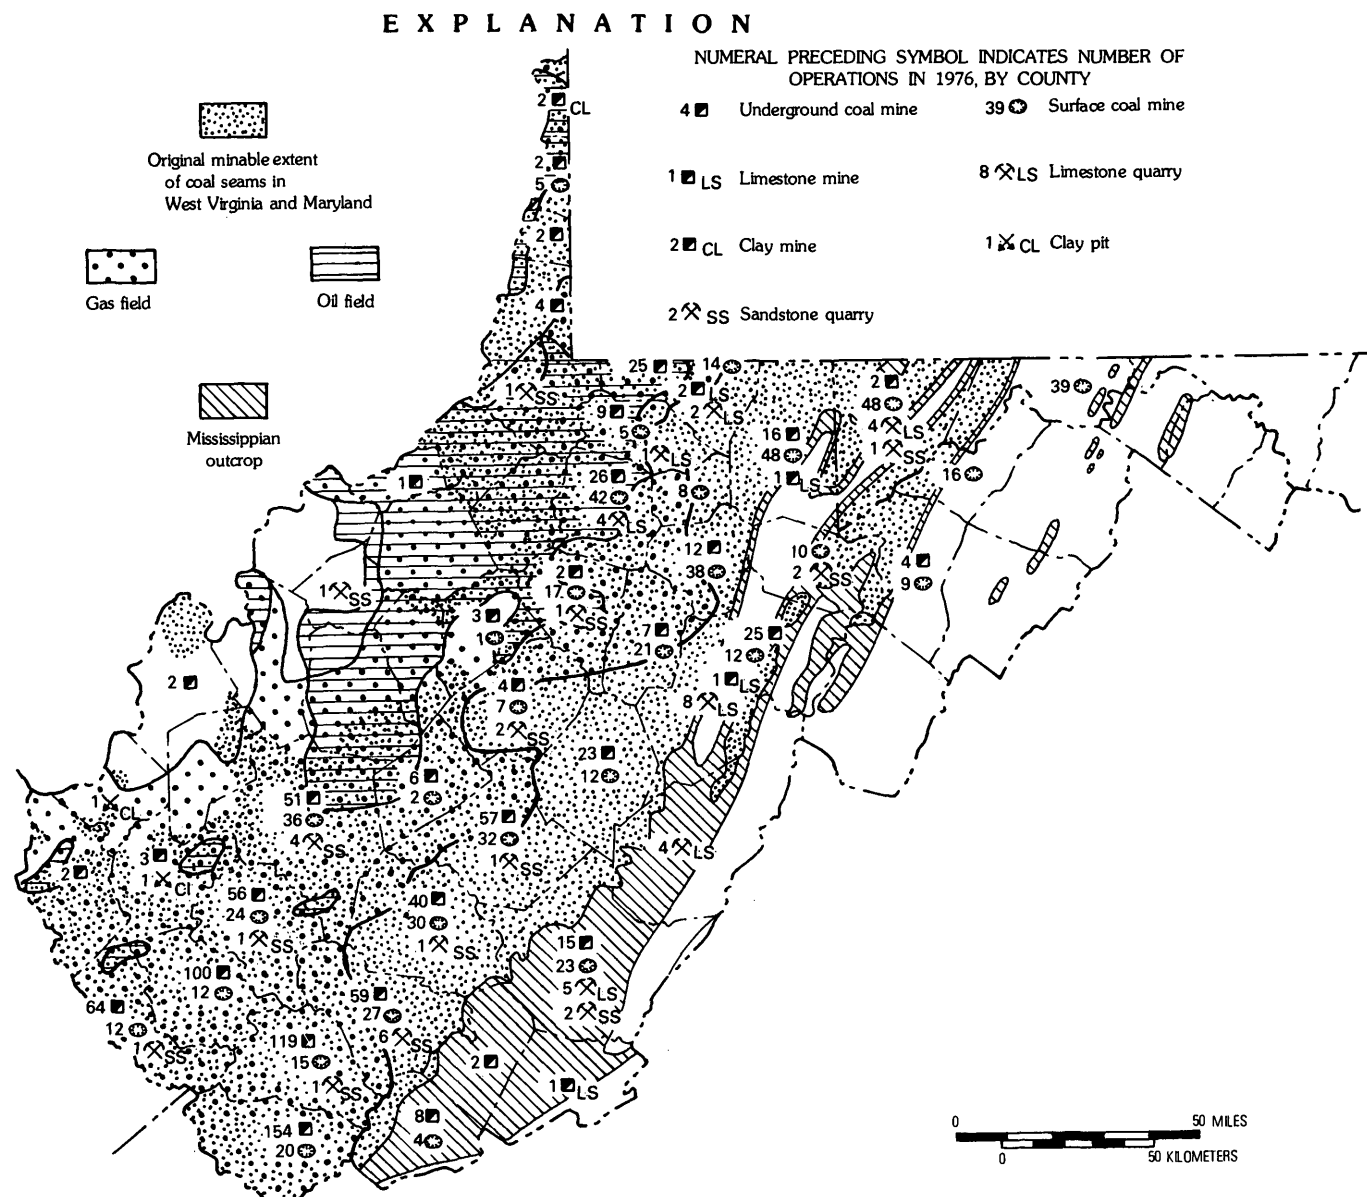 EXPLANATION
NUMERAL PRECEDING SYMBOL INDICATES NUMBER OF
OPERATIONS IN 1976, BY COUNTY
4 Underground coal mine
39 Surface coal mine
1 LS Limestone mine
8 LS Limestone quarry
2 CL Clay mine
1 CL Clay pit
2 SS Sandstone quarry
Original minable extent
of coal seams in
West Virginia and Maryland
Gas field
Oil field
Mississippian
outcrop
2 CL
2
5
2
4
25
14
1 SS
2 LS
2 LS
9
5
1 LS
2
48
4 LS
1 SS
39
16
48
1 LS
16
1
26
42
4 LS
8
12
38
10
2 SS
4
9
1 SS
2
17
1 SS
3
1
7
21
25
12
1 LS
8 LS
2
4
7
2 SS
23
12
6
2
51
36
4 SS
57
32
1 SS
4 LS
1 CL
2
3
1 Cl
56
24
1 SS
40
30
1 SS
15
23
5 LS
2 SS
100
12
64
12
1 SS
59
27
6 SS
119
15
1 SS
2
1 LS
8
4
154
20
0 50 MILES
0 50 KILOMETERS